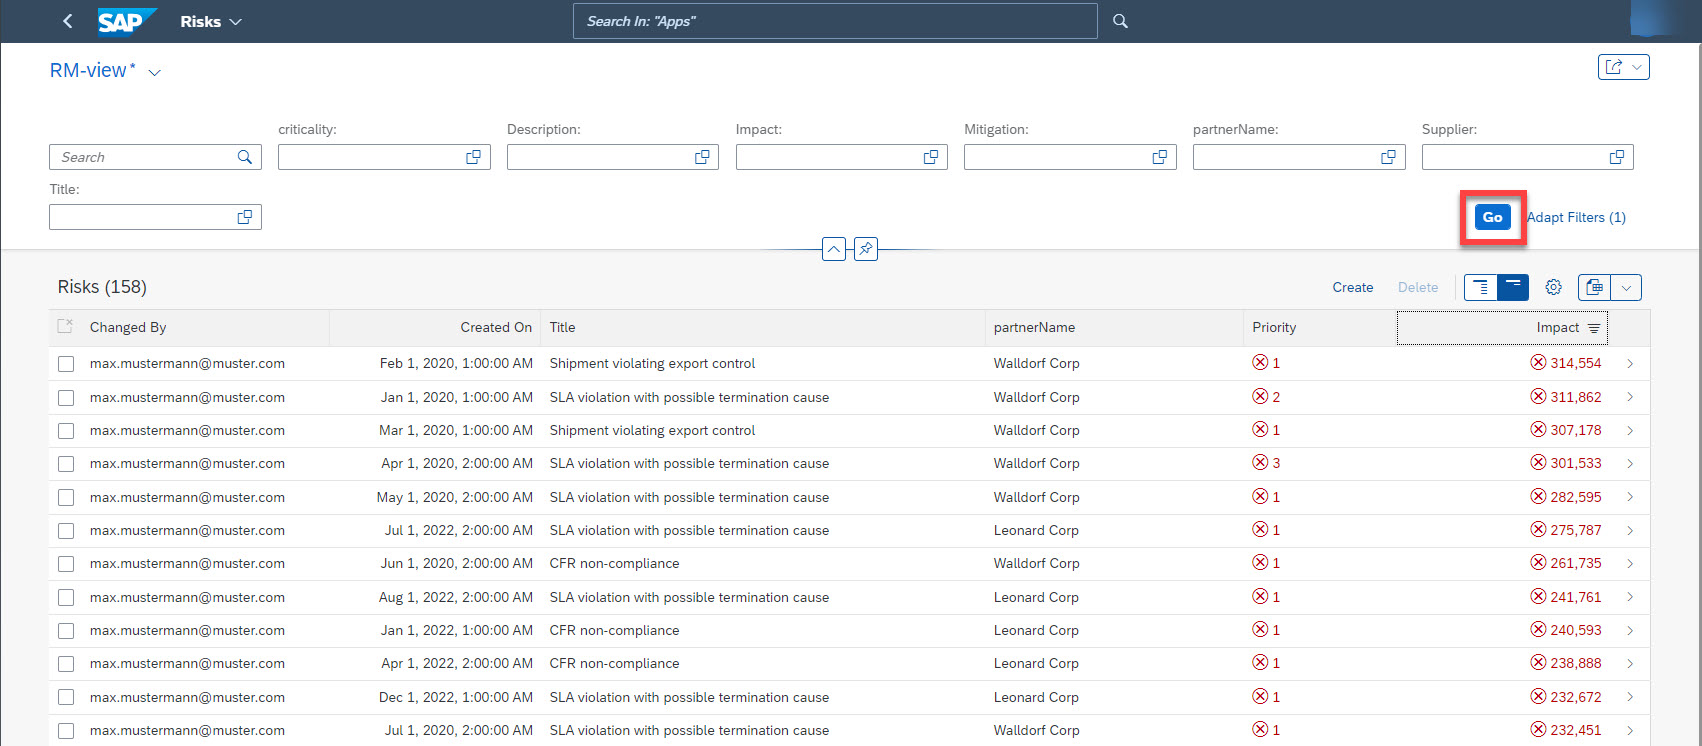 SAP Risks Search In: "Apps"
RM-view*
criticality: Description: Impact: Mitigation: partnerName: Supplier:
Search
Title:
Go Adapt Filters (1)
Risks (158) Create Delete
Changed By Created On Title partnerName Priority Impact
max.mustermann@muster.com Feb 1, 2020, 1:00:00 AM Shipment violating export control Walldorf Corp 1 314,554
max.mustermann@muster.com Jan 1, 2020, 1:00:00 AM SLA violation with possible termination cause Walldorf Corp 2 311,862
max.mustermann@muster.com Mar 1, 2020, 1:00:00 AM Shipment violating export control Walldorf Corp 1 307,178
max.mustermann@muster.com Apr 1, 2020, 2:00:00 AM SLA violation with possible termination cause Walldorf Corp 3 301,533
max.mustermann@muster.com May 1, 2020, 2:00:00 AM SLA violation with possible termination cause Walldorf Corp 1 282,595
max.mustermann@muster.com Jul 1, 2022, 2:00:00 AM SLA violation with possible termination cause Leonard Corp 1 275,787
max.mustermann@muster.com Jun 1, 2020, 2:00:00 AM CFR non-compliance Walldorf Corp 1 261,735
max.mustermann@muster.com Aug 1, 2022, 2:00:00 AM SLA violation with possible termination cause Leonard Corp 1 241,761
max.mustermann@muster.com Jan 1, 2022, 1:00:00 AM CFR non-compliance Leonard Corp 1 240,593
max.mustermann@muster.com Apr 1, 2022, 2:00:00 AM CFR non-compliance Leonard Corp 1 238,888
max.mustermann@muster.com Dec 1, 2022, 1:00:00 AM SLA violation with possible termination cause Leonard Corp 1 232,672
max.mustermann@muster.com Jul 1, 2020, 2:00:00 AM SLA violation with possible termination cause Walldorf Corp 1 232,451